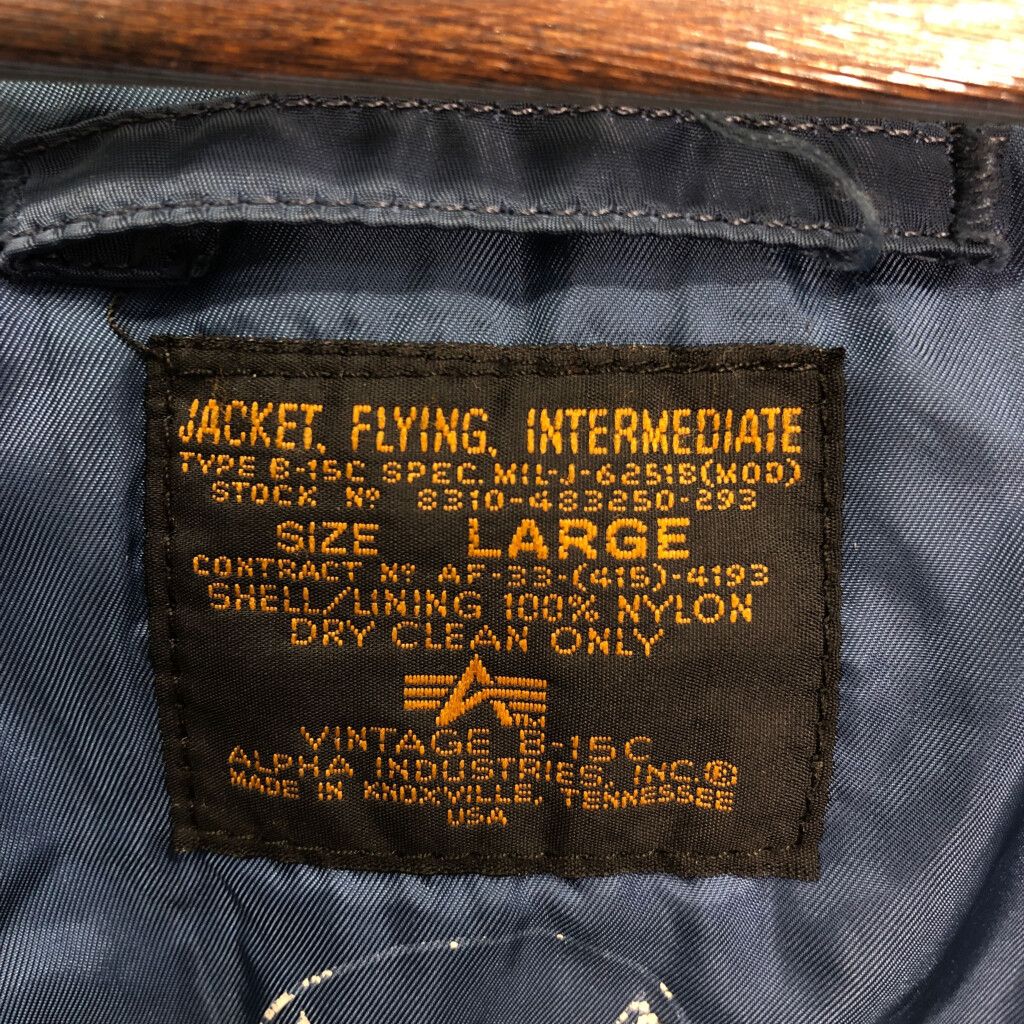 JACKET, FLYING, INTERMEDIATE
TYPE B-15C SPEC. MIL-J-6251B(MOD)
STOCK Nº 8310-483250-293
SIZE LARGE
CONTRACT Nº AF-33-(415)-4193
SHELL/LINING 100% NYLON
DRY CLEAN ONLY
A TM
VINTAGE B-15C
ALPHA INDUSTRIES, INC.®
MADE IN KNOXVILLE, TENNESSEE
USA